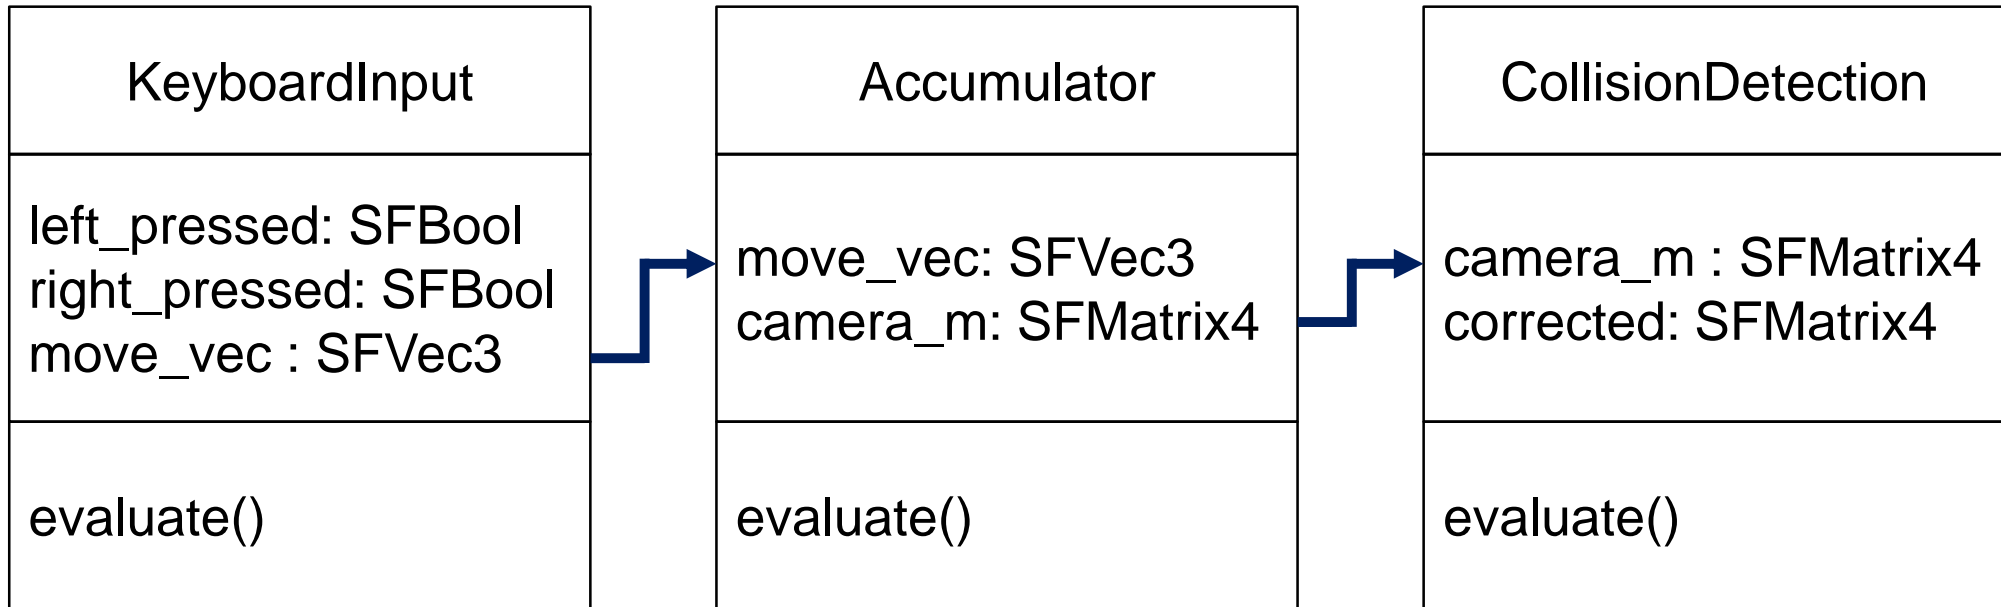 KeyboardInput
left_pressed: SFBool
right_pressed: SFBool
move_vec : SFVec3
evaluate()
Accumulator
move_vec: SFVec3
camera_m: SFMatrix4
evaluate()
CollisionDetection
camera_m : SFMatrix4
corrected: SFMatrix4
evaluate()